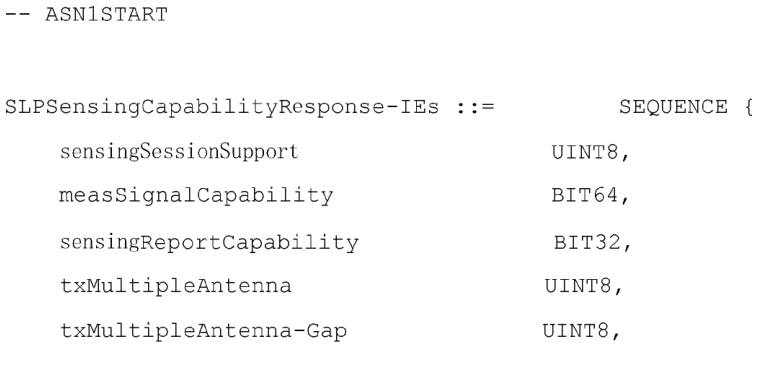 -- ASN1START
SLPSensingCapabilityResponse-IEs ::= SEQUENCE {
sensingSessionSupport UINT8,
measSignalCapability BIT64,
sensingReportCapability BIT32,
txMultipleAntenna UINT8,
txMultipleAntenna-Gap UINT8,